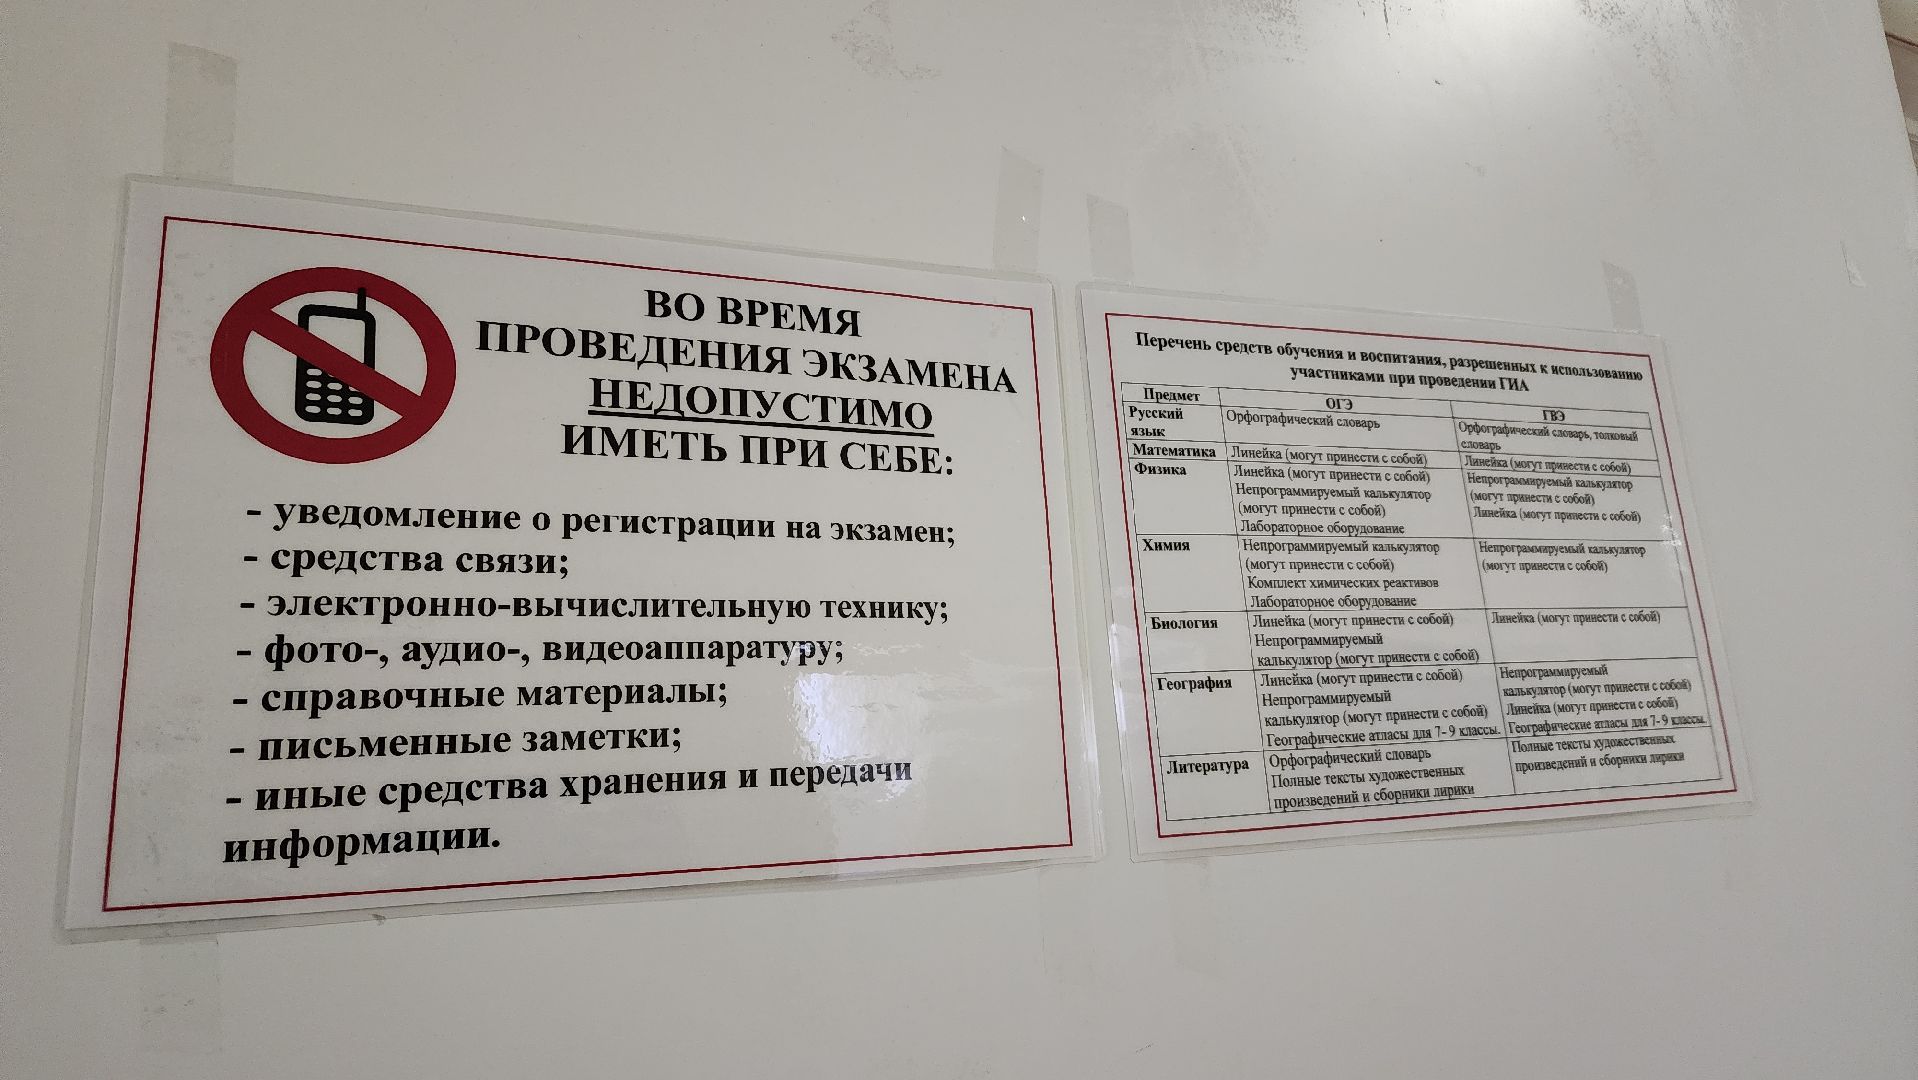 ВО ВРЕМЯ
ПРОВЕДЕНИЯ ЭКЗАМЕНА
НЕДОПУСТИМО
ИМЕТЬ ПРИ СЕБЕ:
- уведомление о регистрации на экзамен;
- средства связи;
- электронно-вычислительную технику;
- фото-, аудио-, видеоаппаратуру;
- справочные материалы;
- письменные заметки;
- иные средства хранения и передачи
информации.
Перечень средств обучения и воспитания, разрешенных к использованию
участниками при проведении ГИА
Предмет ОГЭ ГВЭ
Русский
язык
Орфографический словарь
Орфографический словарь, толковый
словарь
Математика Линейка (могут принести с собой) Линейка (могут принести с собой)
Физика
Линейка (могут принести с собой)
Непрограммируемый калькулятор
(могут принести с собой)
Лабораторное оборудование
Непрограммируемый калькулятор
(могут принести с собой)
Линейка (могут принести с собой)
Химия
Непрограммируемый калькулятор
(могут принести с собой)
Комплект химических реактивов
Лабораторное оборудование
Непрограммируемый калькулятор
(могут принести с собой)
Биология
Линейка (могут принести с собой)
Непрограммируемый
калькулятор (могут принести с собой)
Линейка (могут принести с собой)
География
Линейка (могут принести с собой)
Непрограммируемый
калькулятор (могут принести с собой)
Географические атласы для 7- 9 классы.
Непрограммируемый
калькулятор (могут принести с собой)
Линейка (могут принести с собой)
Географические атласы для 7- 9 классы.
Литература
Орфографический словарь
Полные тексты художественных
произведений и сборники лирики
Полные тексты художественных
произведений и сборники лирики